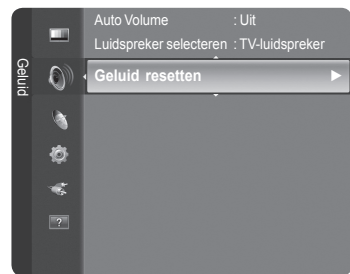 Geluid
Auto Volume : Uit
Luidspreker selecteren : TV-luidspreker
Geluid resetten
?